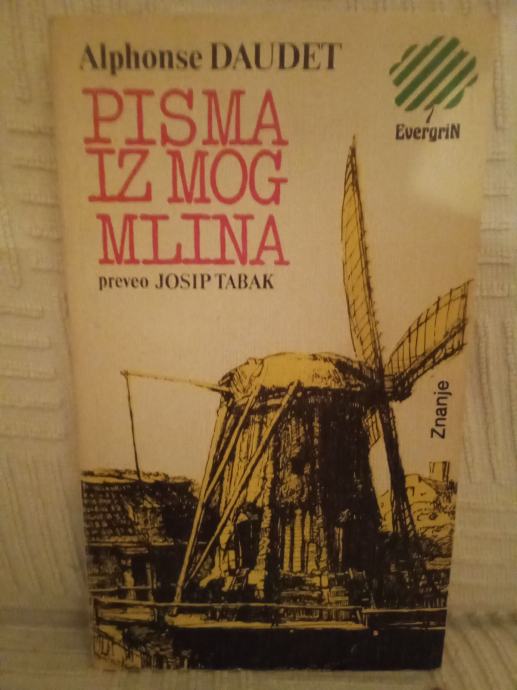 Alphonse DAUDET
PISMA
IZ MOG
MLINA
preveo JOSIP TABAK
EvergriN
Znanje